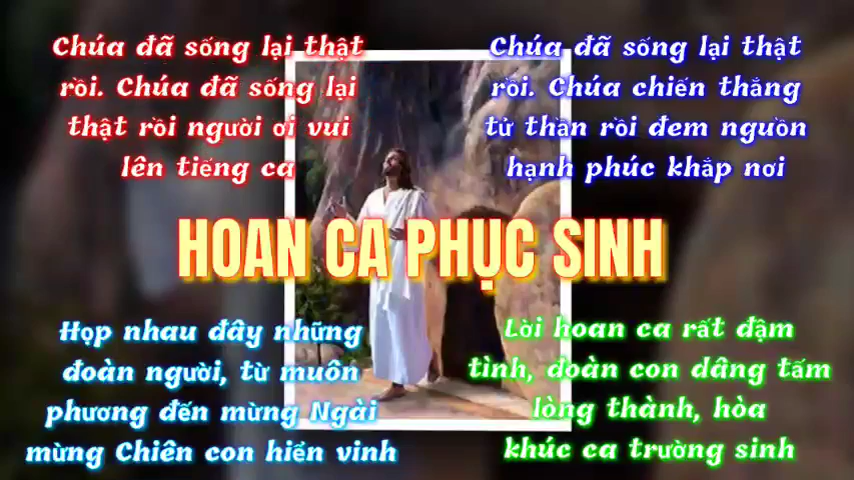 Chúa đã sống lại thật
rồi. Chúa đã sống lại
thật rồi người ơi vui
lên tiếng ca
Chúa đã sống lại thật
rồi. Chúa chiến thắng
tử thần rồi đem nguồn
hạnh phúc khắp nơi
HOAN CA PHỤC SINH
Họp nhau đây những
đoàn người, từ muôn
phương đến mừng Ngài
mừng Chiên con hiển vinh
Lời hoan ca rất đậm
tình, đoàn con dâng tấm
lòng thành, hòa
khúc ca trường sinh